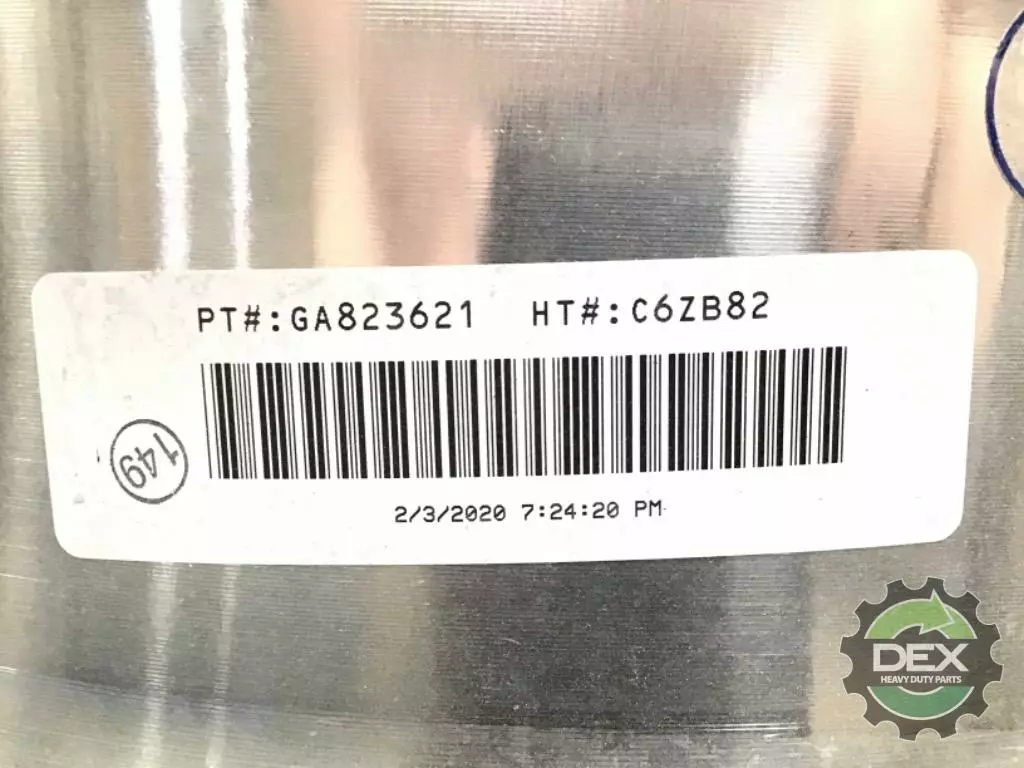 PT#:GA823621 HT#:C6ZB82
149
2/3/2020 7:24:20 PM
DEX
HEAVY DUTY PARTS